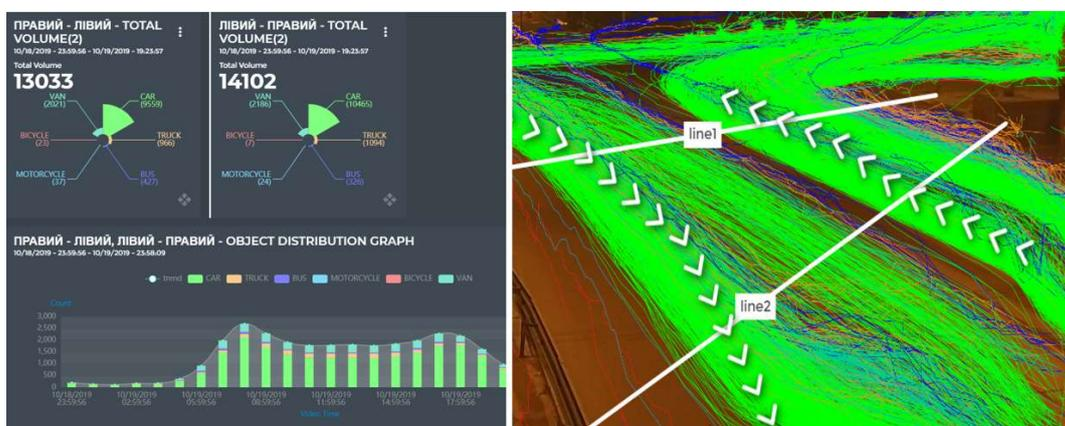 ПРАВИЙ - ЛІВИЙ - TOTAL
VOLUME(2)
10/18/2019 - 23:59:56 - 10/19/2019 - 19:23:57
Total Volume
13033
VAN
(2021)
CAR
(9559)
BICYCLE
(23)
TRUCK
(966)
MOTORCYCLE
(37)
BUS
(427)
ЛІВИЙ - ПРАВИЙ - TOTAL
VOLUME(2)
10/18/2019 - 23:59:56 - 10/19/2019 - 19:23:57
Total Volume
14102
VAN
(2186)
CAR
(10465)
BICYCLE
(7)
TRUCK
(1094)
MOTORCYCLE
(24)
BUS
(326)
ПРАВИЙ - ЛІВИЙ, ЛІВИЙ - ПРАВИЙ - OBJECT DISTRIBUTION GRAPH
10/18/2019 - 23:59:56 - 10/19/2019 - 23:58:09
trend CAR TRUCK BUS MOTORCYCLE BICYCLE VAN
Count
3,000
2,500
2,000
1,500
1,000
500
0
10/18/2019 10/19/2019 10/19/2019 10/19/2019 10/19/2019 10/19/2019 10/19/2019
23:59:56 02:59:56 05:59:56 08:59:56 11:59:56 14:59:56 17:59:56
Video Time
line1
line2